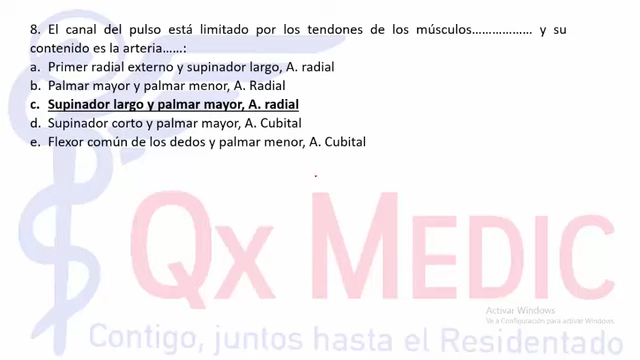 8. El canal del pulso está limitado por los tendones de los músculos……………… y su
contenido es la arteria……:
a. Primer radial externo y supinador largo, A. radial
b. Palmar mayor y palmar menor, A. Radial
c. Supinador largo y palmar mayor, A. radial
d. Supinador corto y palmar mayor, A. Cubital
e. Flexor común de los dedos y palmar menor, A. Cubital
Qx MEDIC
Activar Windows
Ve a Configuración para activar Windows.
Contigo, juntos hasta el Residentado